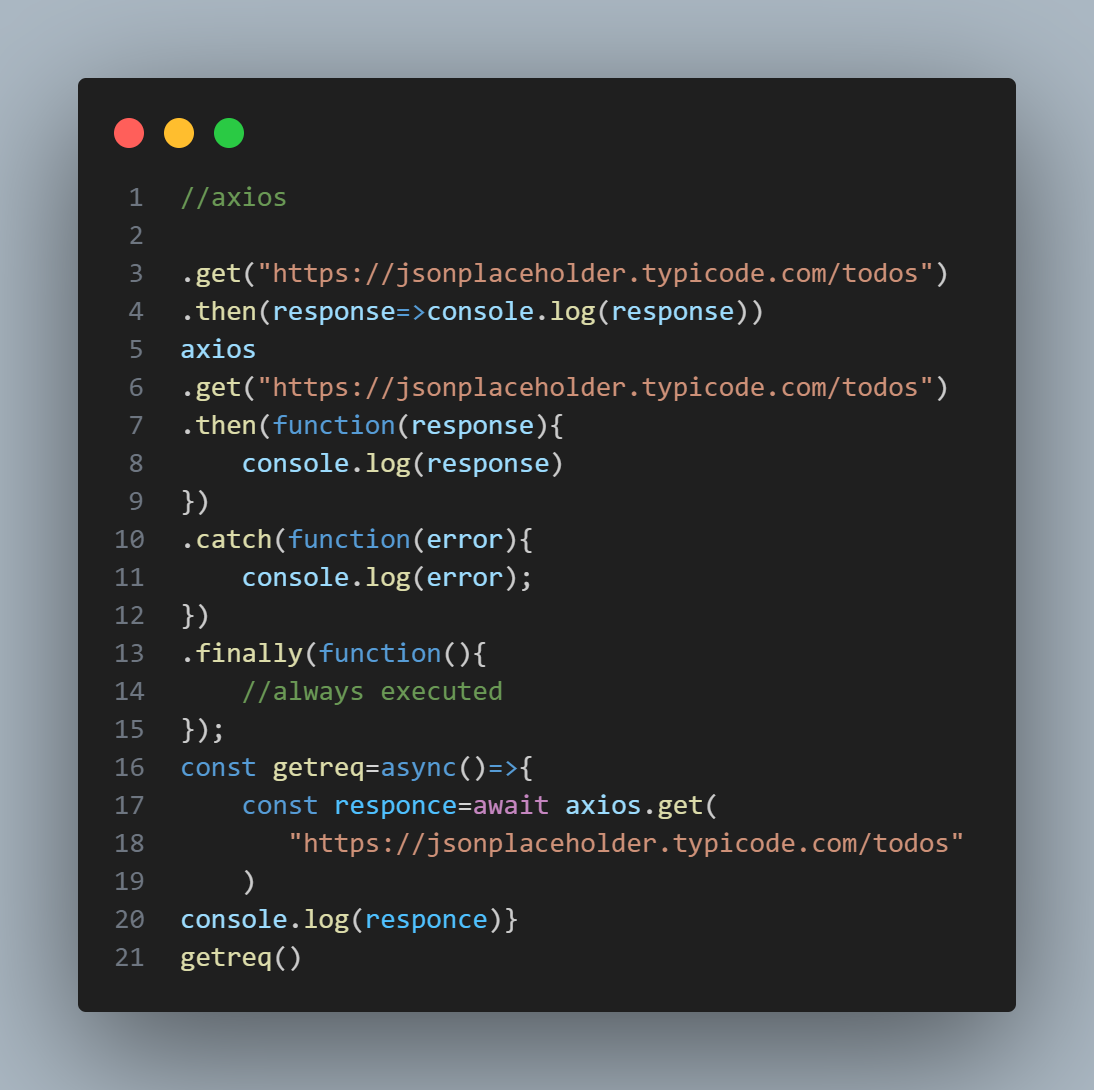 1 //axios
2
3 .get("https://jsonplaceholder.typicode.com/todos")
4 .then(response=>console.log(response))
5 axios
6 .get("https://jsonplaceholder.typicode.com/todos")
7 .then(function(response){
8     console.log(response)
9 })
10 .catch(function(error){
11     console.log(error);
12 })
13 .finally(function(){
14     //always executed
15 });
16 const getreq=async()=>{
17     const responce=await axios.get(
18        "https://jsonplaceholder.typicode.com/todos"
19     )
20 console.log(responce)}
21 getreq()